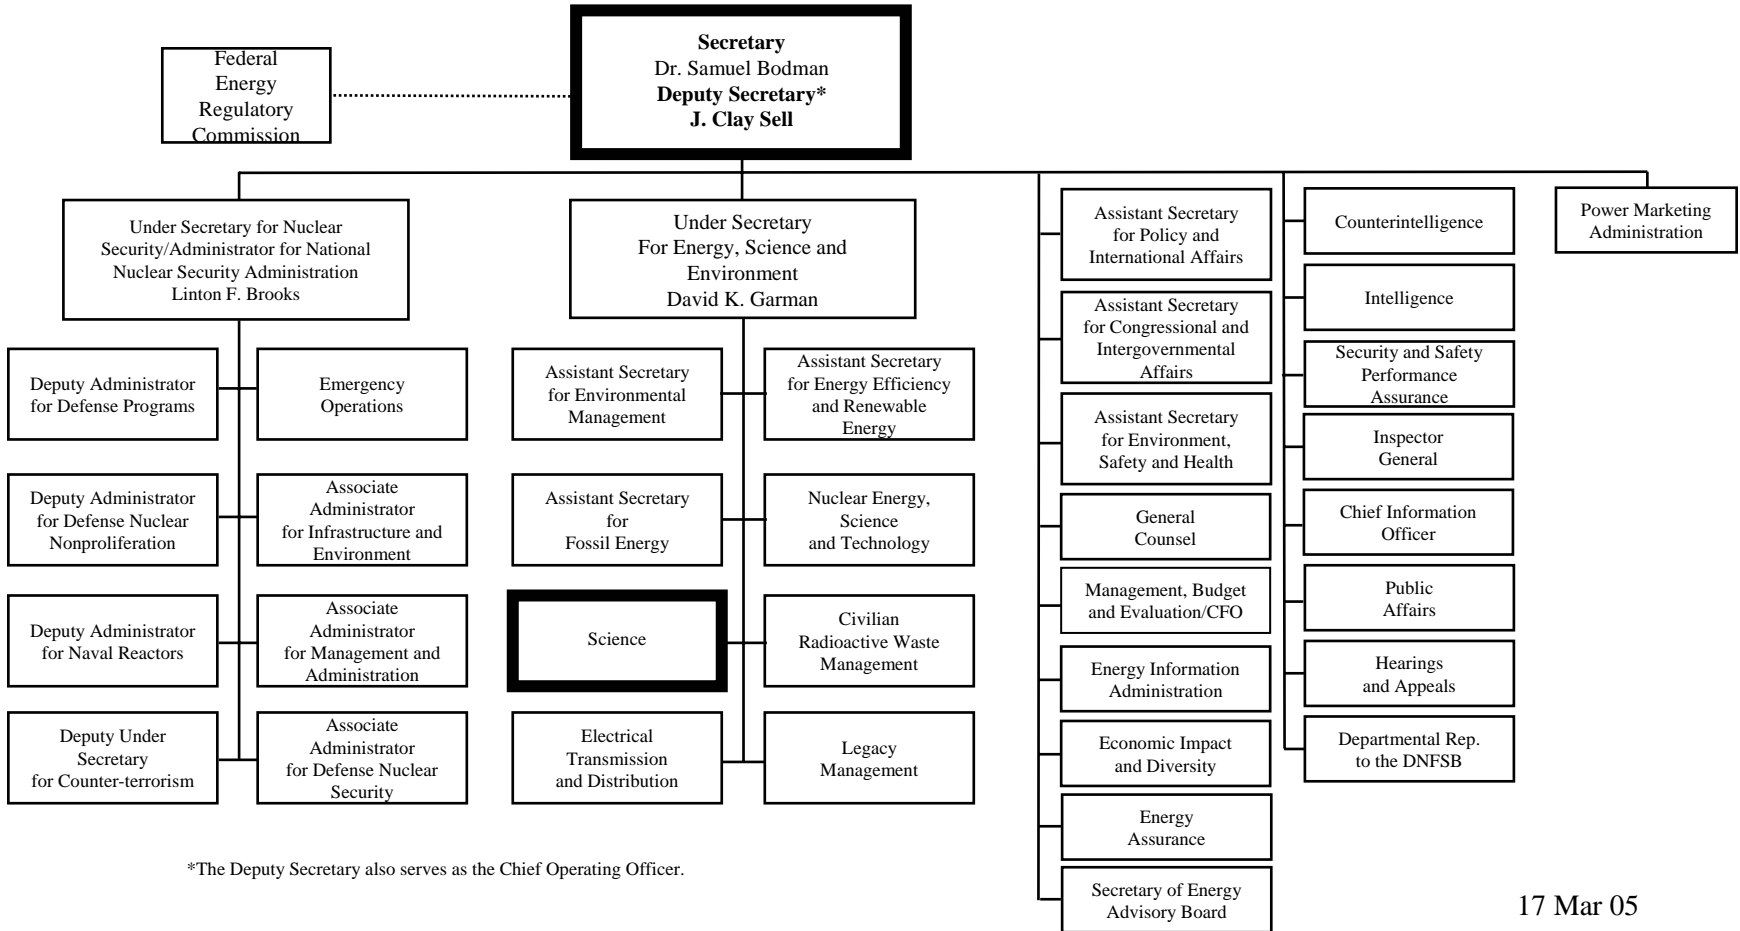 Federal
Energy
Regulatory
Commission
Secretary
Dr. Samuel Bodman
Deputy Secretary*
J. Clay Sell
Under Secretary for Nuclear
Security/Administrator for National
Nuclear Security Administration
Linton F. Brooks
Under Secretary
For Energy, Science and
Environment
David K. Garman
Deputy Administrator
for Defense Programs
Emergency
Operations
Deputy Administrator
for Defense Nuclear
Nonproliferation
Associate
Administrator
for Infrastructure and
Environment
Deputy Administrator
for Naval Reactors
Associate
Administrator
for Management and
Administration
Deputy Under
Secretary
for Counter-terrorism
Associate
Administrator
for Defense Nuclear
Security
Assistant Secretary
for Environmental
Management
Assistant Secretary
for Energy Efficiency
and Renewable
Energy
Assistant Secretary
for
Fossil Energy
Nuclear Energy,
Science
and Technology
Science
Civilian
Radioactive Waste
Management
Electrical
Transmission
and Distribution
Legacy
Management
Assistant Secretary
for Policy and
International Affairs
Assistant Secretary
for Congressional and
Intergovernmental
Affairs
Assistant Secretary
for Environment,
Safety and Health
General
Counsel
Management, Budget
and Evaluation/CFO
Energy Information
Administration
Economic Impact
and Diversity
Energy
Assurance
Secretary of Energy
Advisory Board
Counterintelligence
Intelligence
Security and Safety
Performance
Assurance
Inspector
General
Chief Information
Officer
Public
Affairs
Hearings
and Appeals
Departmental Rep.
to the DNFSB
Power Marketing
Administration
*The Deputy Secretary also serves as the Chief Operating Officer.
17 Mar 05